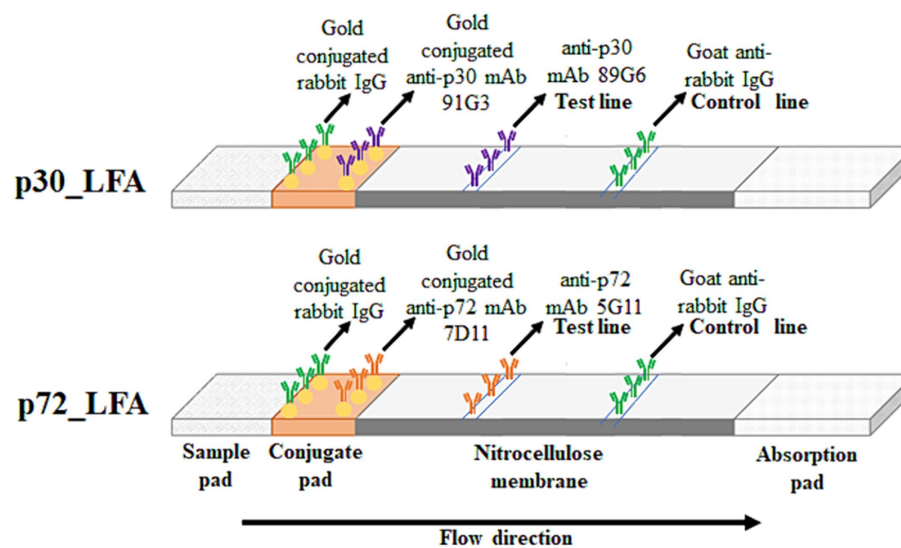 Gold
conjugated
rabbit IgG
Gold
conjugated
anti-p30 mAb
91G3
anti-p30
mAb 89G6
Test line
Goat anti-
rabbit IgG
Control line
p30_LFA
Gold
conjugated
rabbit IgG
Gold
conjugated
anti-p72 mAb
7D11
anti-p72
mAb 5G11
Test line
Goat anti-
rabbit IgG
Control line
p72_LFA
Sample
pad
Conjugate
pad
Nitrocellulose
membrane
Absorption
pad
Flow direction